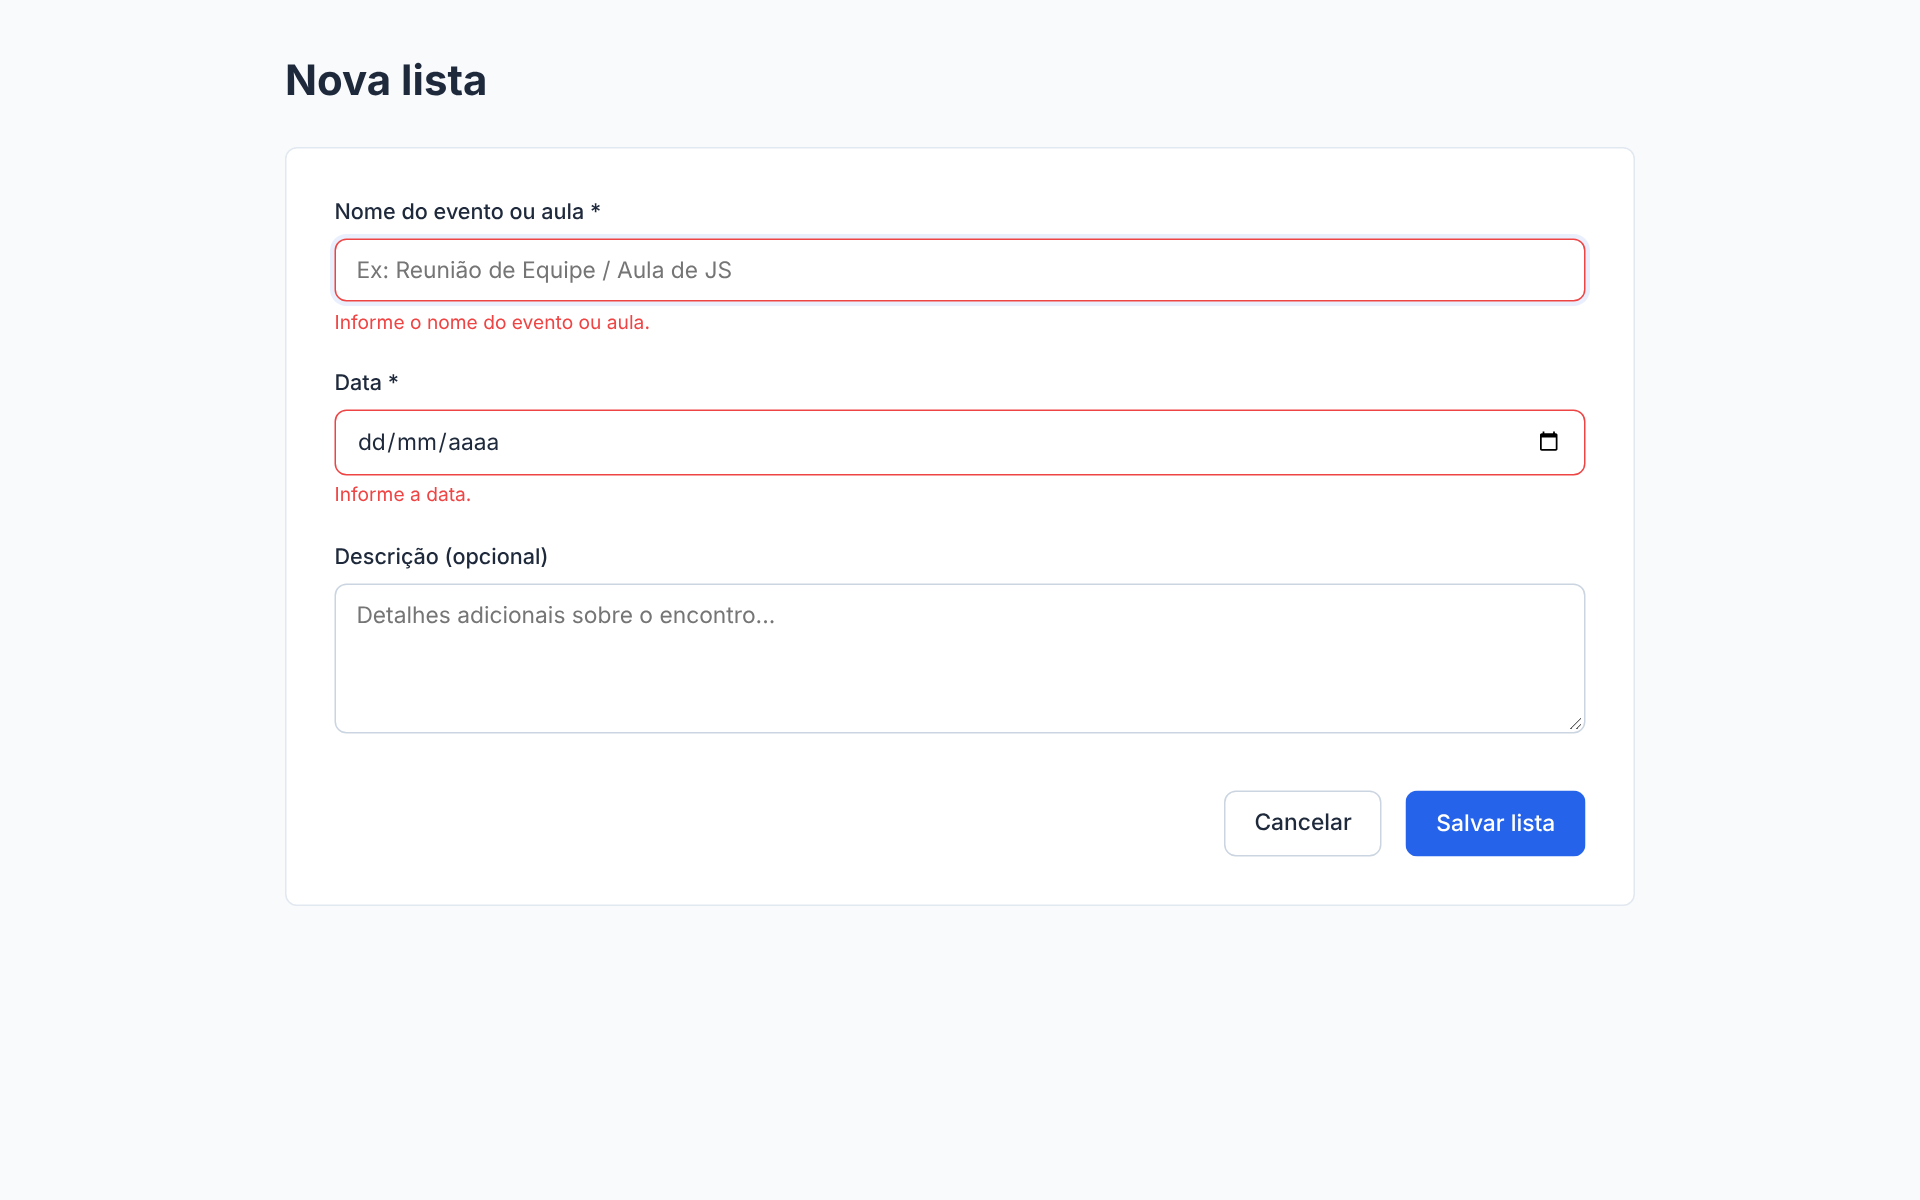 Nova lista
Nome do evento ou aula *
Ex: Reunião de Equipe / Aula de JS
Informe o nome do evento ou aula.
Data *
dd/mm/aaaa
Informe a data.
Descrição (opcional)
Detalhes adicionais sobre o encontro...
Cancelar
Salvar lista